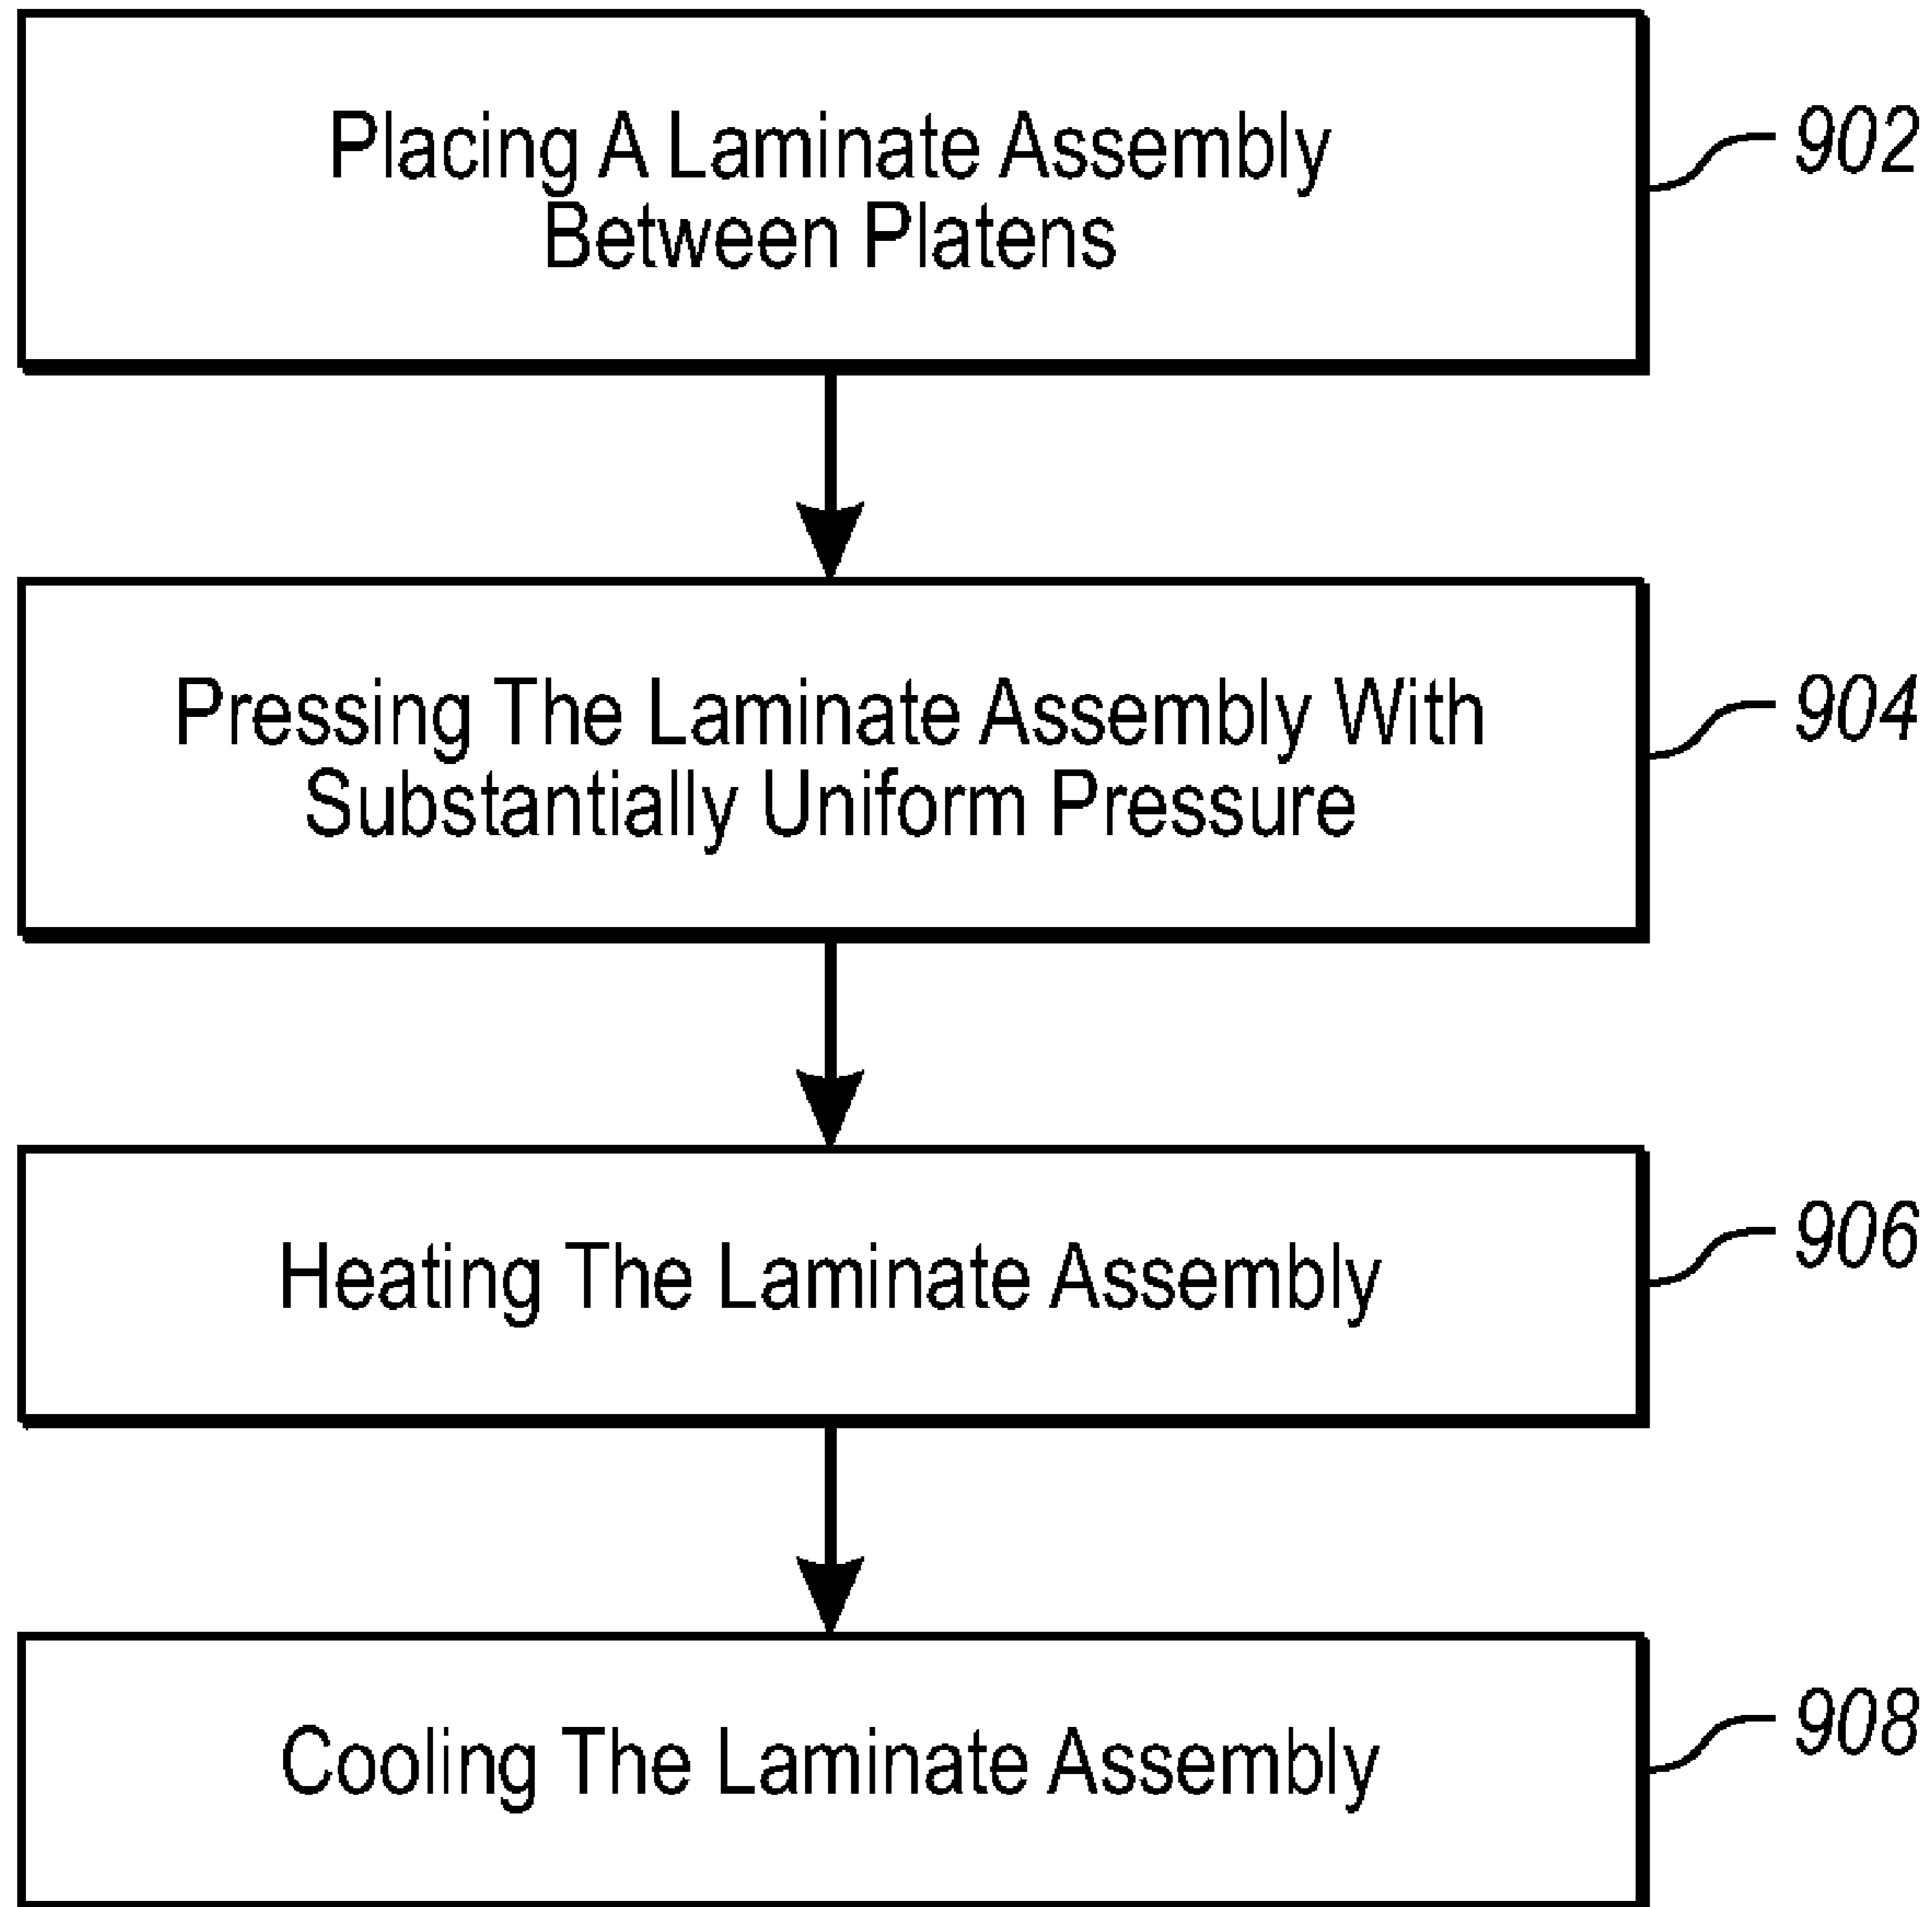 Placing A Laminate Assembly
Between Platens
902
Pressing The Laminate Assembly With
Substantially Uniform Pressure
904
Heating The Laminate Assembly
906
Cooling The Laminate Assembly
908